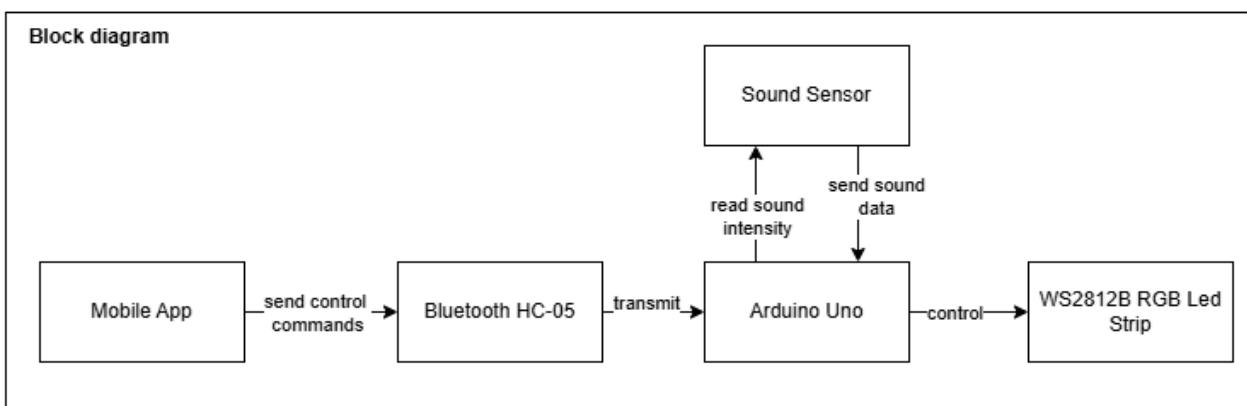 Block diagram
Sound Sensor
read sound
intensity
send sound
data
Mobile App
send control
commands
Bluetooth HC-05
transmit
Arduino Uno
control
WS2812B RGB Led
Strip